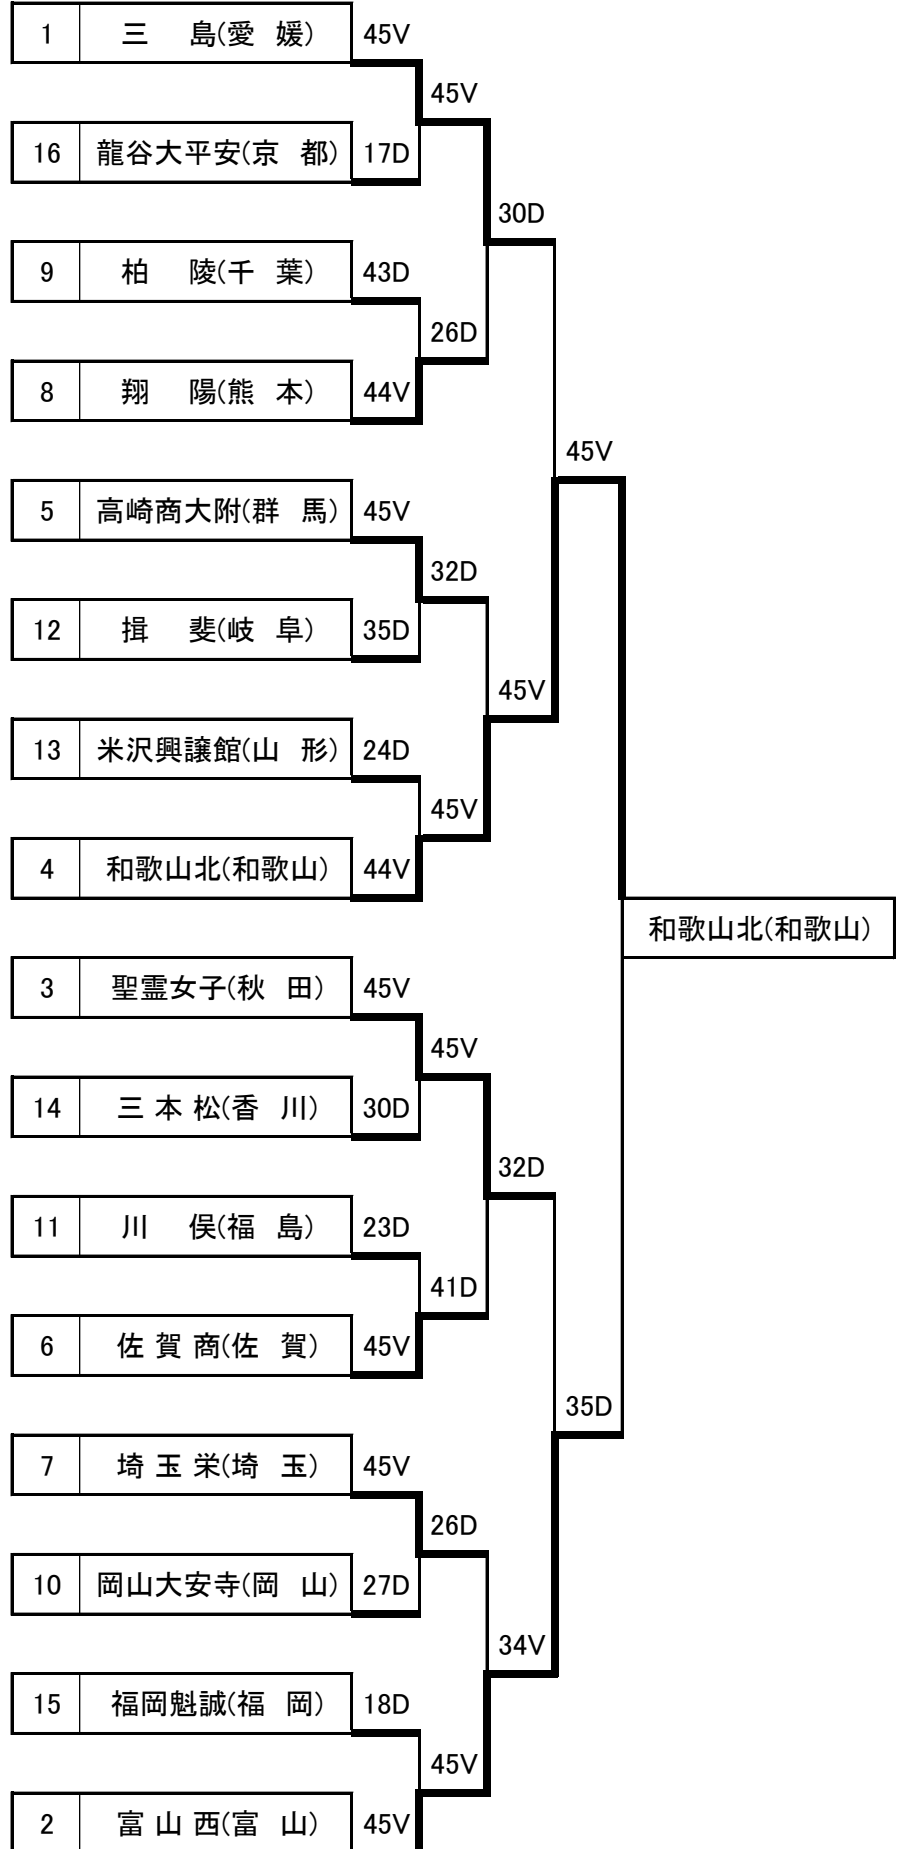 1 三 島(愛 媛) 45V
45V
16 龍谷大平安(京 都) 17D
30D
9 柏 陵(千 葉) 43D
26D
8 翔 陽(熊 本) 44V
45V
5 高崎商大附(群 馬) 45V
32D
12 揖 斐(岐 阜) 35D
45V
13 米沢興譲館(山 形) 24D
45V
4 和歌山北(和歌山) 44V
和歌山北(和歌山)
3 聖霊女子(秋 田) 45V
45V
14 三 本 松(香 川) 30D
32D
11 川 俣(福 島) 23D
41D
6 佐 賀 商(佐 賀) 45V
35D
7 埼 玉 栄(埼 玉) 45V
26D
10 岡山大安寺(岡 山) 27D
34V
15 福岡魁誠(福 岡) 18D
45V
2 富 山 西(富 山) 45V